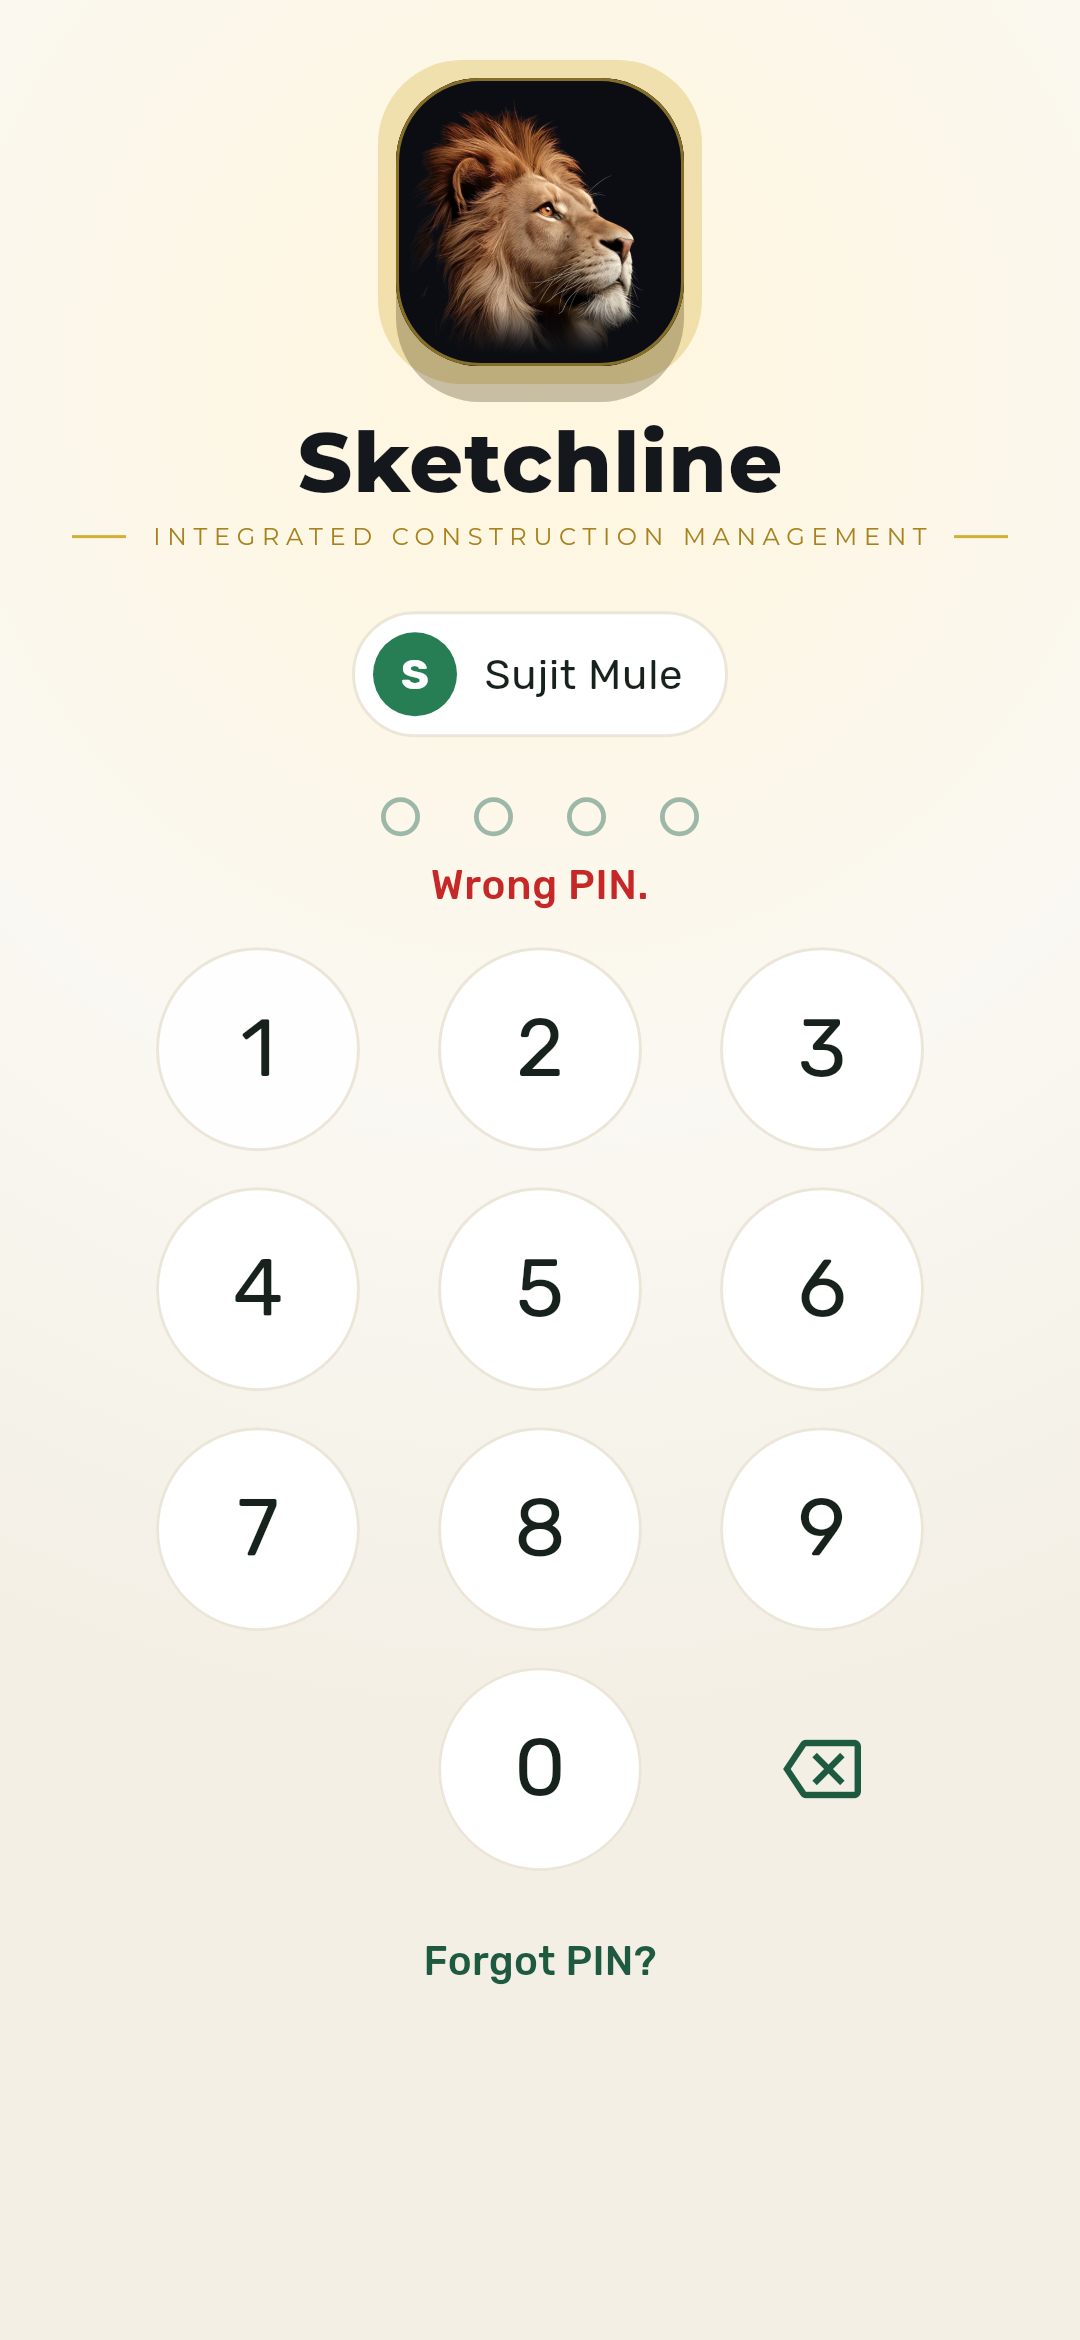 Sketchline
INTEGRATED CONSTRUCTION MANAGEMENT
S Sujit Mule
Wrong PIN.
1 2 3
4 5 6
7 8 9
0
Forgot PIN?